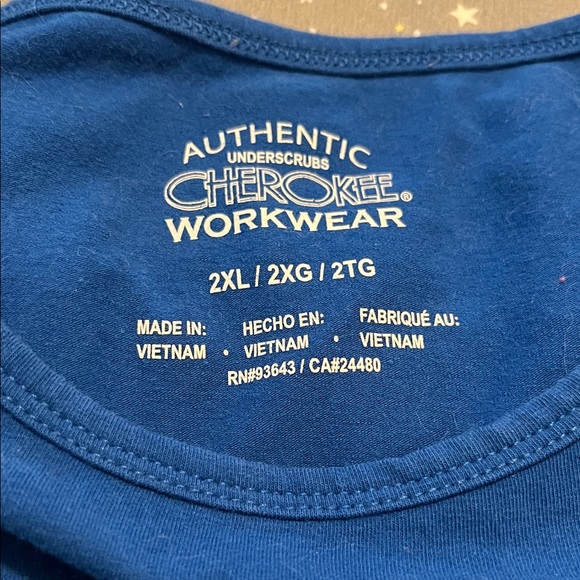 AUTHENTIC
UNDERSCRUBS
CHEROKEE®
WORKWEAR
2XL / 2XG / 2TG
MADE IN: HECHO EN: FABRIQUÉ AU:
VIETNAM • VIETNAM • VIETNAM
RN#93643 / CA#24480